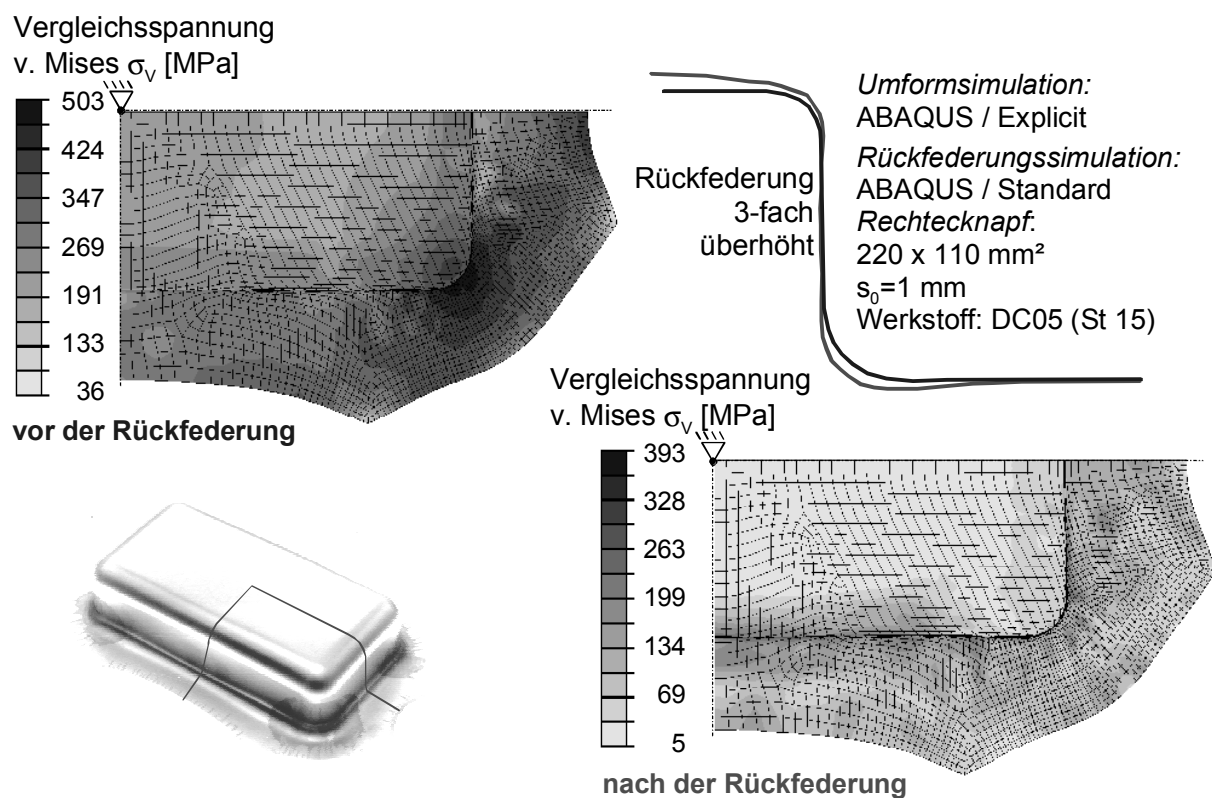 Vergleichsspannung
v. Mises σV [MPa]
503
424
347
269
191
133
36
vor der Rückfederung
Rückfederung
3-fach
überhöht
Umformsimulation:
ABAQUS / Explicit
Rückfederungssimulation:
ABAQUS / Standard
Rechtecknapf:
220 x 110 mm²
s0=1 mm
Werkstoff: DC05 (St 15)
Vergleichsspannung
v. Mises σV [MPa]
393
328
263
199
134
69
5
nach der Rückfederung